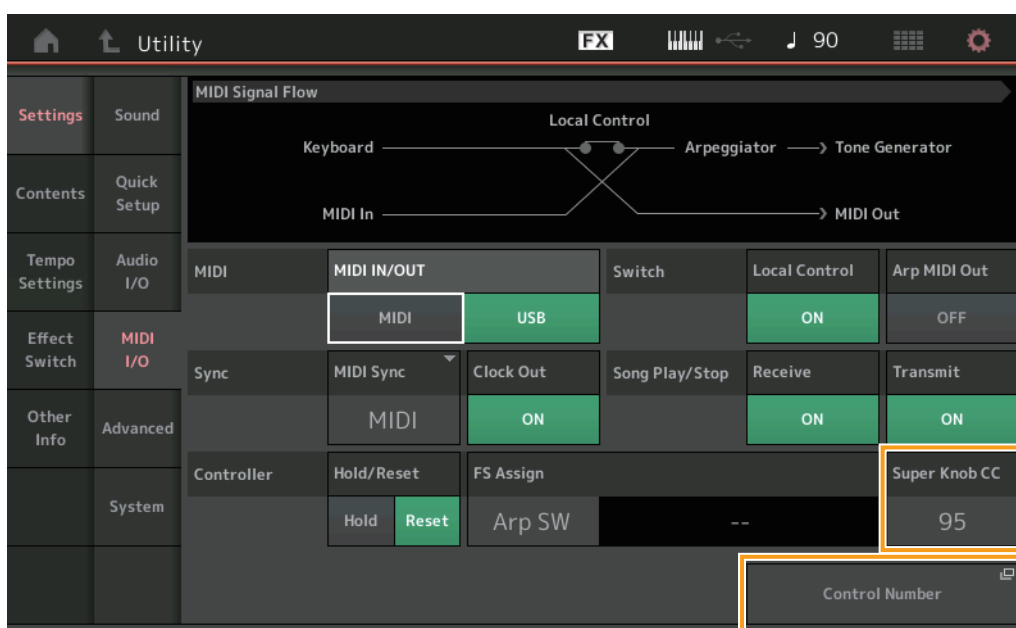 Utility FX 90
MIDI Signal Flow
Local Control
Keyboard Arpeggiator Tone Generator
MIDI In MIDI Out
Settings
Contents
Tempo
Settings
Effect
Switch
Other
Info
Sound
Quick
Setup
Audio
I/O
MIDI
I/O
Advanced
System
MIDI MIDI IN/OUT Switch Local Control Arp MIDI Out
MIDI USB ON OFF
Sync MIDI Sync Clock Out Song Play/Stop Receive Transmit
MIDI ON ON ON
Controller Hold/Reset FS Assign Super Knob CC
Hold Reset Arp SW -- 95
Control Number